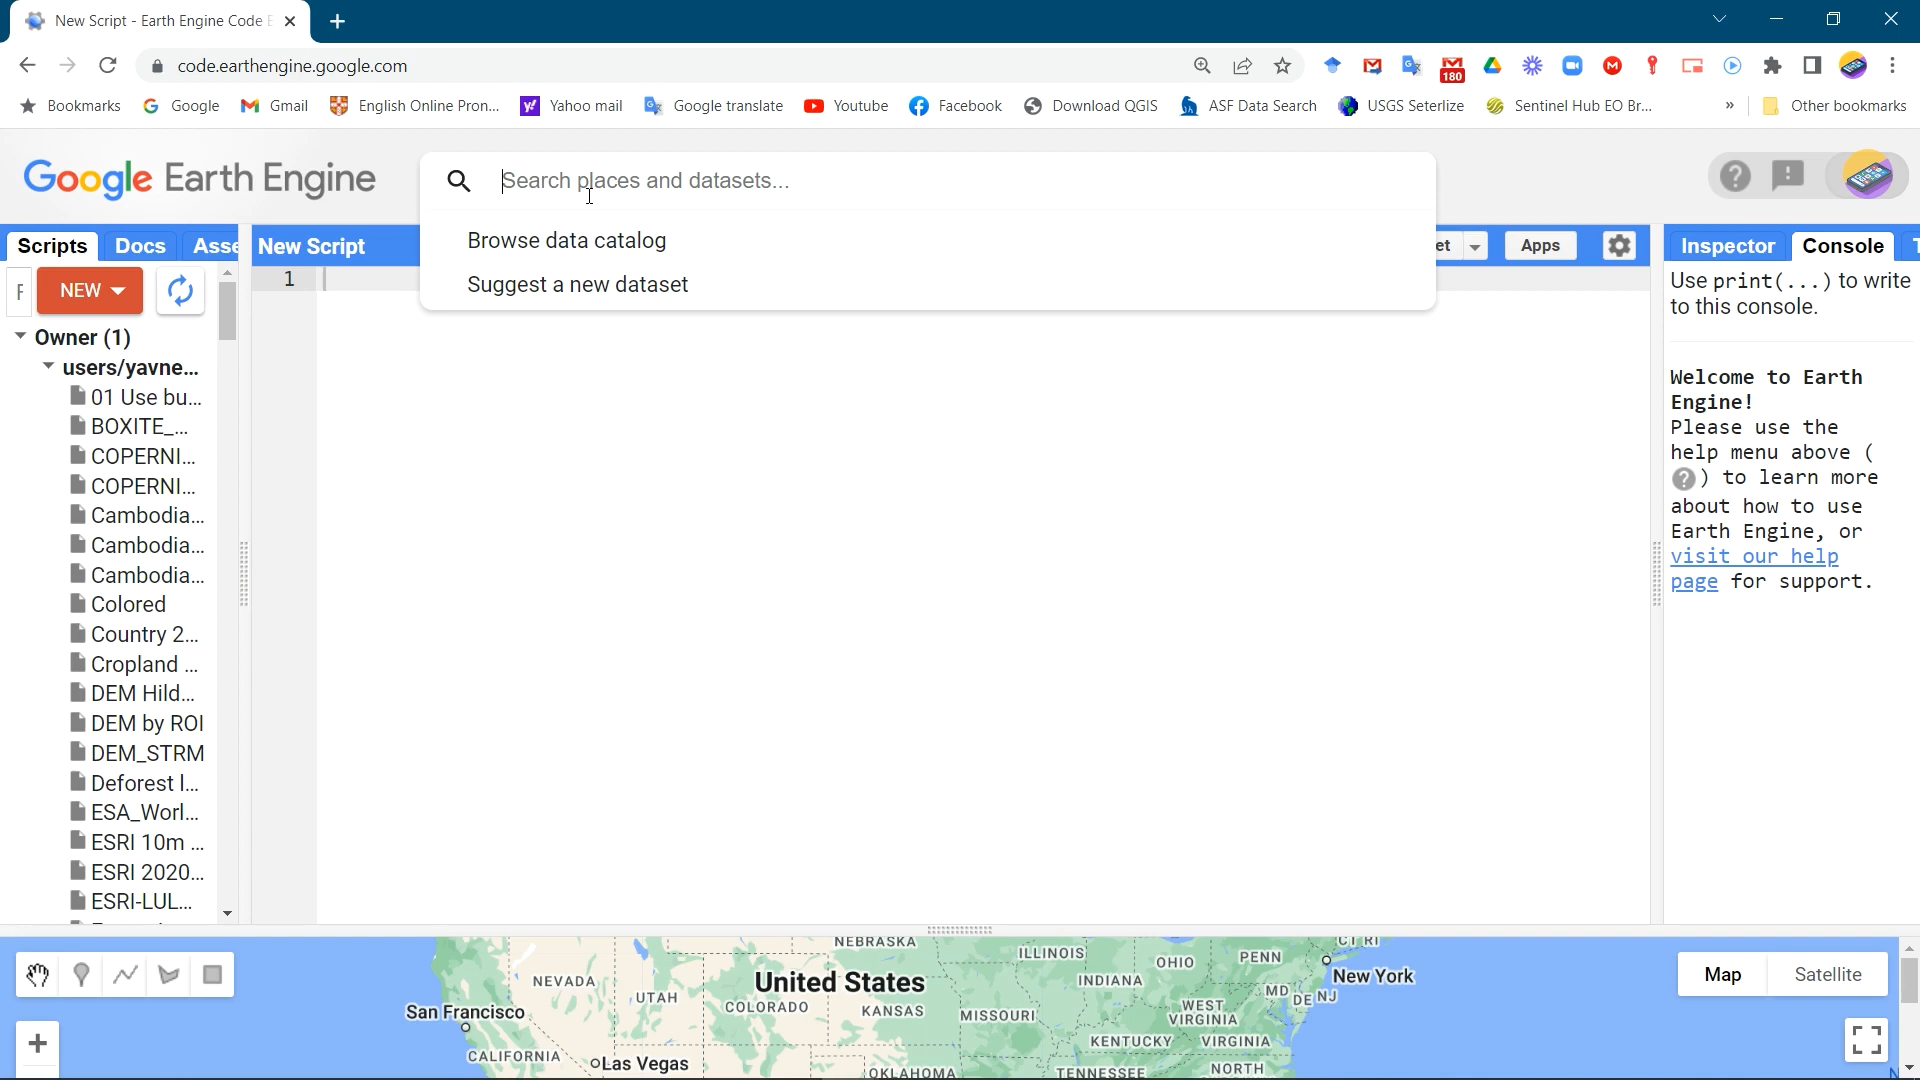 New Script - Earth Engine Code E
code.earthengine.google.com
180
Bookmarks
Google
Gmail
English Online Pron...
Yahoo mail
Google translate
Youtube
Facebook
Download QGIS
ASF Data Search
USGS Seterlize
Sentinel Hub EO Br...
»
Other bookmarks
Google Earth Engine
Search places and datasets...
Browse data catalog
Suggest a new dataset
Scripts
Docs
Asse
New Script
et
Apps
Inspector
Console
T
F
NEW
1
Owner (1)
users/yavne...
01 Use bu...
BOXITE_...
COPERNI...
COPERNI...
Cambodia...
Cambodia...
Cambodia...
Colored
Country 2...
Cropland ...
DEM Hild...
DEM by ROI
DEM_STRM
Deforest I...
ESA_Worl...
ESRI 10m ...
ESRI 2020...
ESRI-LUL...
Use print(...) to write
to this console.
Welcome to Earth
Engine!
Please use the
help menu above (
?) to learn more
about how to use
Earth Engine, or
visit our help
page for support.
NEBRASKA
ILLINOIS
INDIANA
OHIO
PENN
CT RI
New York
NEVADA
UTAH
United States
COLORADO
KANSAS
MISSOURI
WEST
VIRGINIA
MD
DE
NJ
San Francisco
CALIFORNIA
Las Vegas
KENTUCKY
VIRGINIA
OKLAHOMA
TENNESSEE
NORTH
Map
Satellite
+